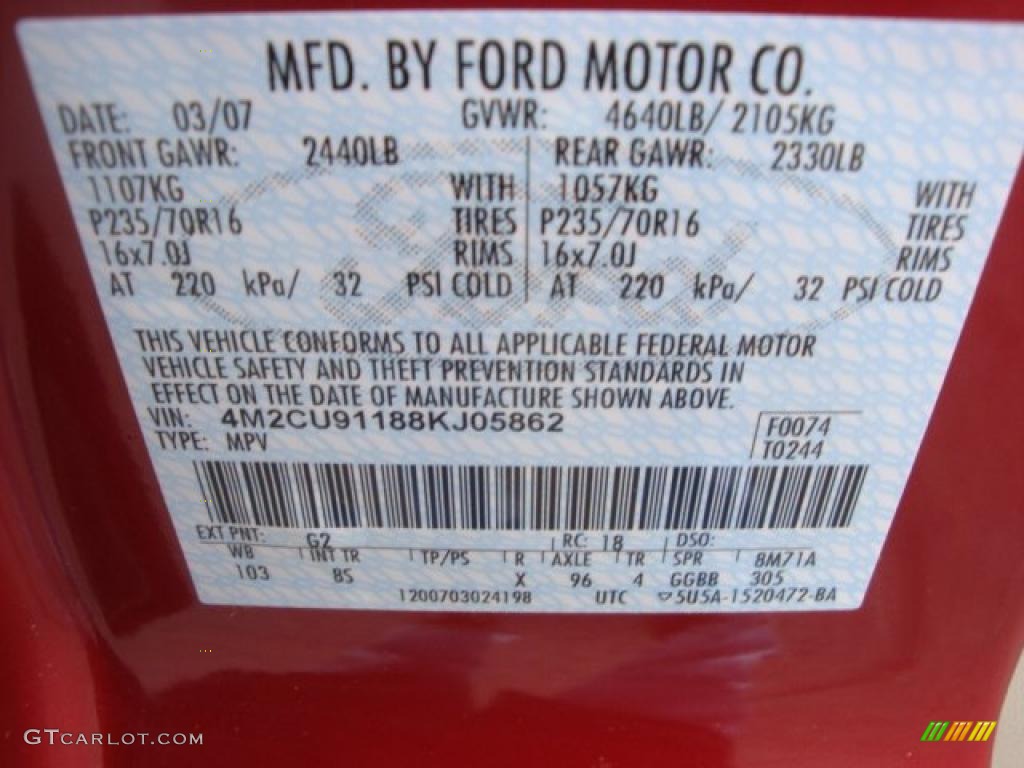 MFD. BY FORD MOTOR CO.
DATE: 03/07 GVWR: 4640LB/ 2105KG
FRONT GAWR: 2440LB REAR GAWR: 2330LB
1107KG WITH 1057KG WITH
P235/70R16 TIRES P235/70R16 TIRES
16x7.0J RIMS 16x7.0J RIMS
AT 220 kPa/ 32 PSI COLD AT 220 kPa/ 32 PSI COLD
THIS VEHICLE CONFORMS TO ALL APPLICABLE FEDERAL MOTOR
VEHICLE SAFETY AND THEFT PREVENTION STANDARDS IN
EFFECT ON THE DATE OF MANUFACTURE SHOWN ABOVE.
VIN: 4M2CU91188KJ05862 F0074
TYPE: MPV T0244
EXT PNT: G2 RC: 18 DSO:
WB INT TR TP/PS R AXLE TR SPR 8M71A
103 85 X 96 4 GGBB 305
1200703024198 UTC ▽5U5A-1520472-BA
GTCARLOT.COM